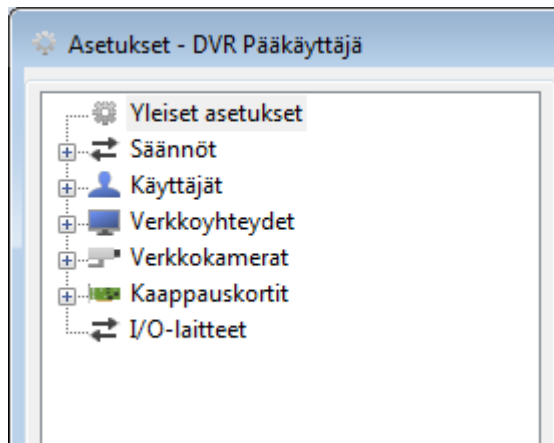 Asetukset - DVR Pääkäyttäjä
Yleiset asetukset
Säännöt
Käyttäjät
Verkkoyhteydet
Verkkokamerat
Kaappauskortit
I/O-laitteet